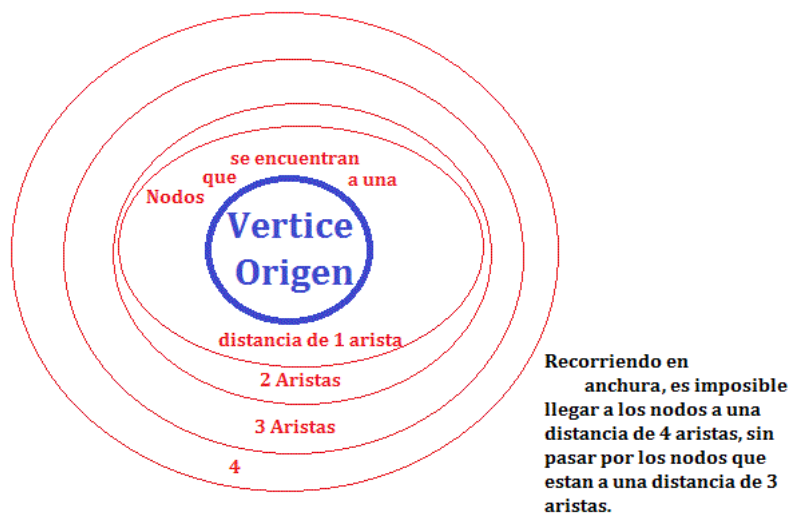 se encuentran
que
a una
Nodos
Vertice
Origen
distancia de 1 arista
2 Aristas
3 Aristas
4
Recorriendo en
anchura, es imposible
llegar a los nodos a una
distancia de 4 aristas, sin
pasar por los nodos que
estan a una distancia de 3
aristas.